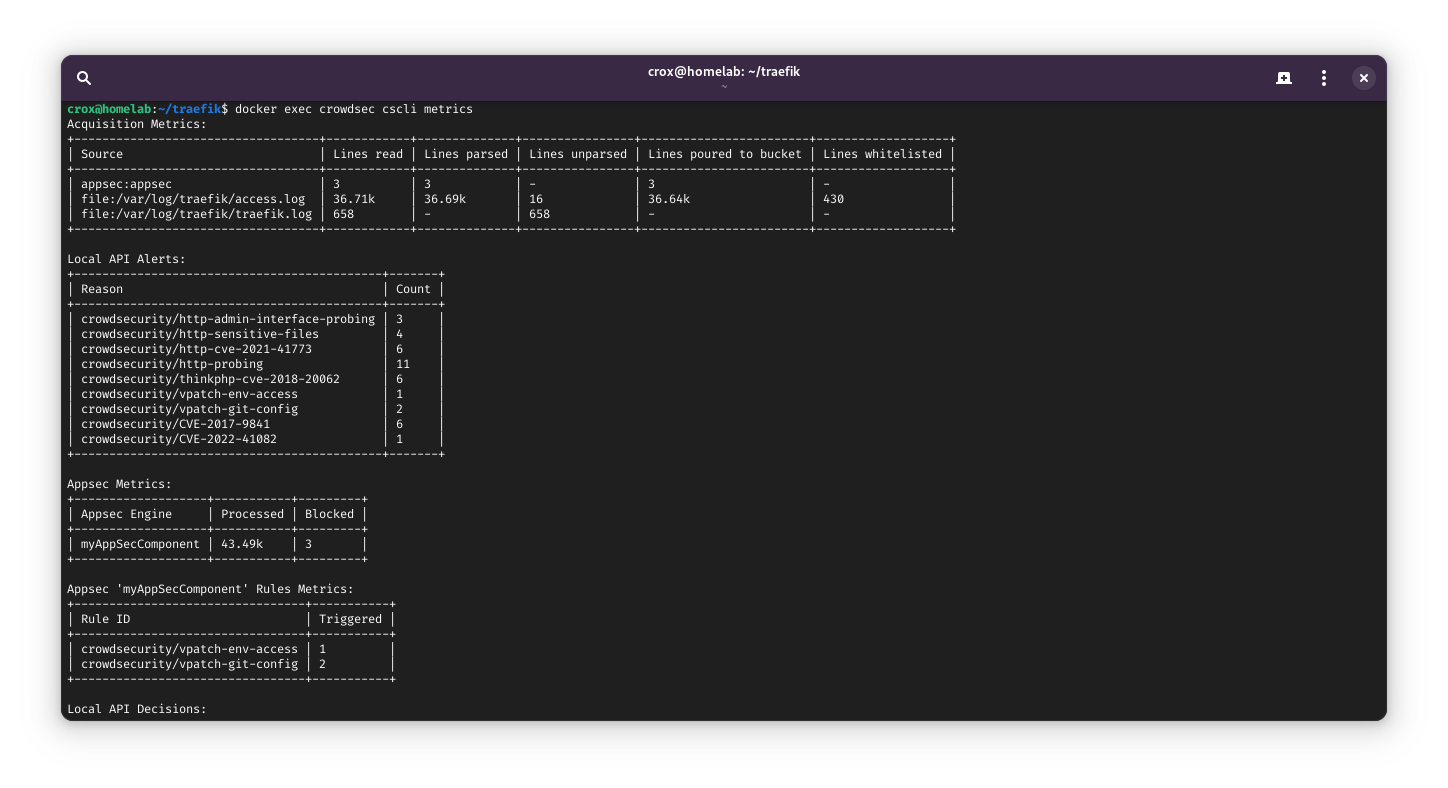 crox@homelab: ~/traefik
~
crox@homelab:~/traefik$ docker exec crowdsec cscli metrics
Acquisition Metrics:
+-----------------------------------+------------+--------------+----------------+------------------------+-------------------+
| Source | Lines read | Lines parsed | Lines unparsed | Lines poured to bucket | Lines whitelisted |
+-----------------------------------+------------+--------------+----------------+------------------------+-------------------+
| appsec:appsec | 3 | 3 | - | 3 | - |
| file:/var/log/traefik/access.log | 36.71k | 36.69k | 16 | 36.64k | 430 |
| file:/var/log/traefik/traefik.log | 658 | - | 658 | - | - |
+-----------------------------------+------------+--------------+----------------+------------------------+-------------------+
Local API Alerts:
+--------------------------------------------+-------+
| Reason | Count |
+--------------------------------------------+-------+
| crowdsecurity/http-admin-interface-probing | 3 |
| crowdsecurity/http-sensitive-files | 4 |
| crowdsecurity/http-cve-2021-41773 | 6 |
| crowdsecurity/http-probing | 11 |
| crowdsecurity/thinkphp-cve-2018-20062 | 6 |
| crowdsecurity/vpatch-env-access | 1 |
| crowdsecurity/vpatch-git-config | 2 |
| crowdsecurity/CVE-2017-9841 | 6 |
| crowdsecurity/CVE-2022-41082 | 1 |
+--------------------------------------------+-------+
Appsec Metrics:
+-------------------+-----------+---------+
| Appsec Engine | Processed | Blocked |
+-------------------+-----------+---------+
| myAppSecComponent | 43.49k | 3 |
+-------------------+-----------+---------+
Appsec 'myAppSecComponent' Rules Metrics:
+---------------------------------+-----------+
| Rule ID | Triggered |
+---------------------------------+-----------+
| crowdsecurity/vpatch-env-access | 1 |
| crowdsecurity/vpatch-git-config | 2 |
+---------------------------------+-----------+
Local API Decisions: